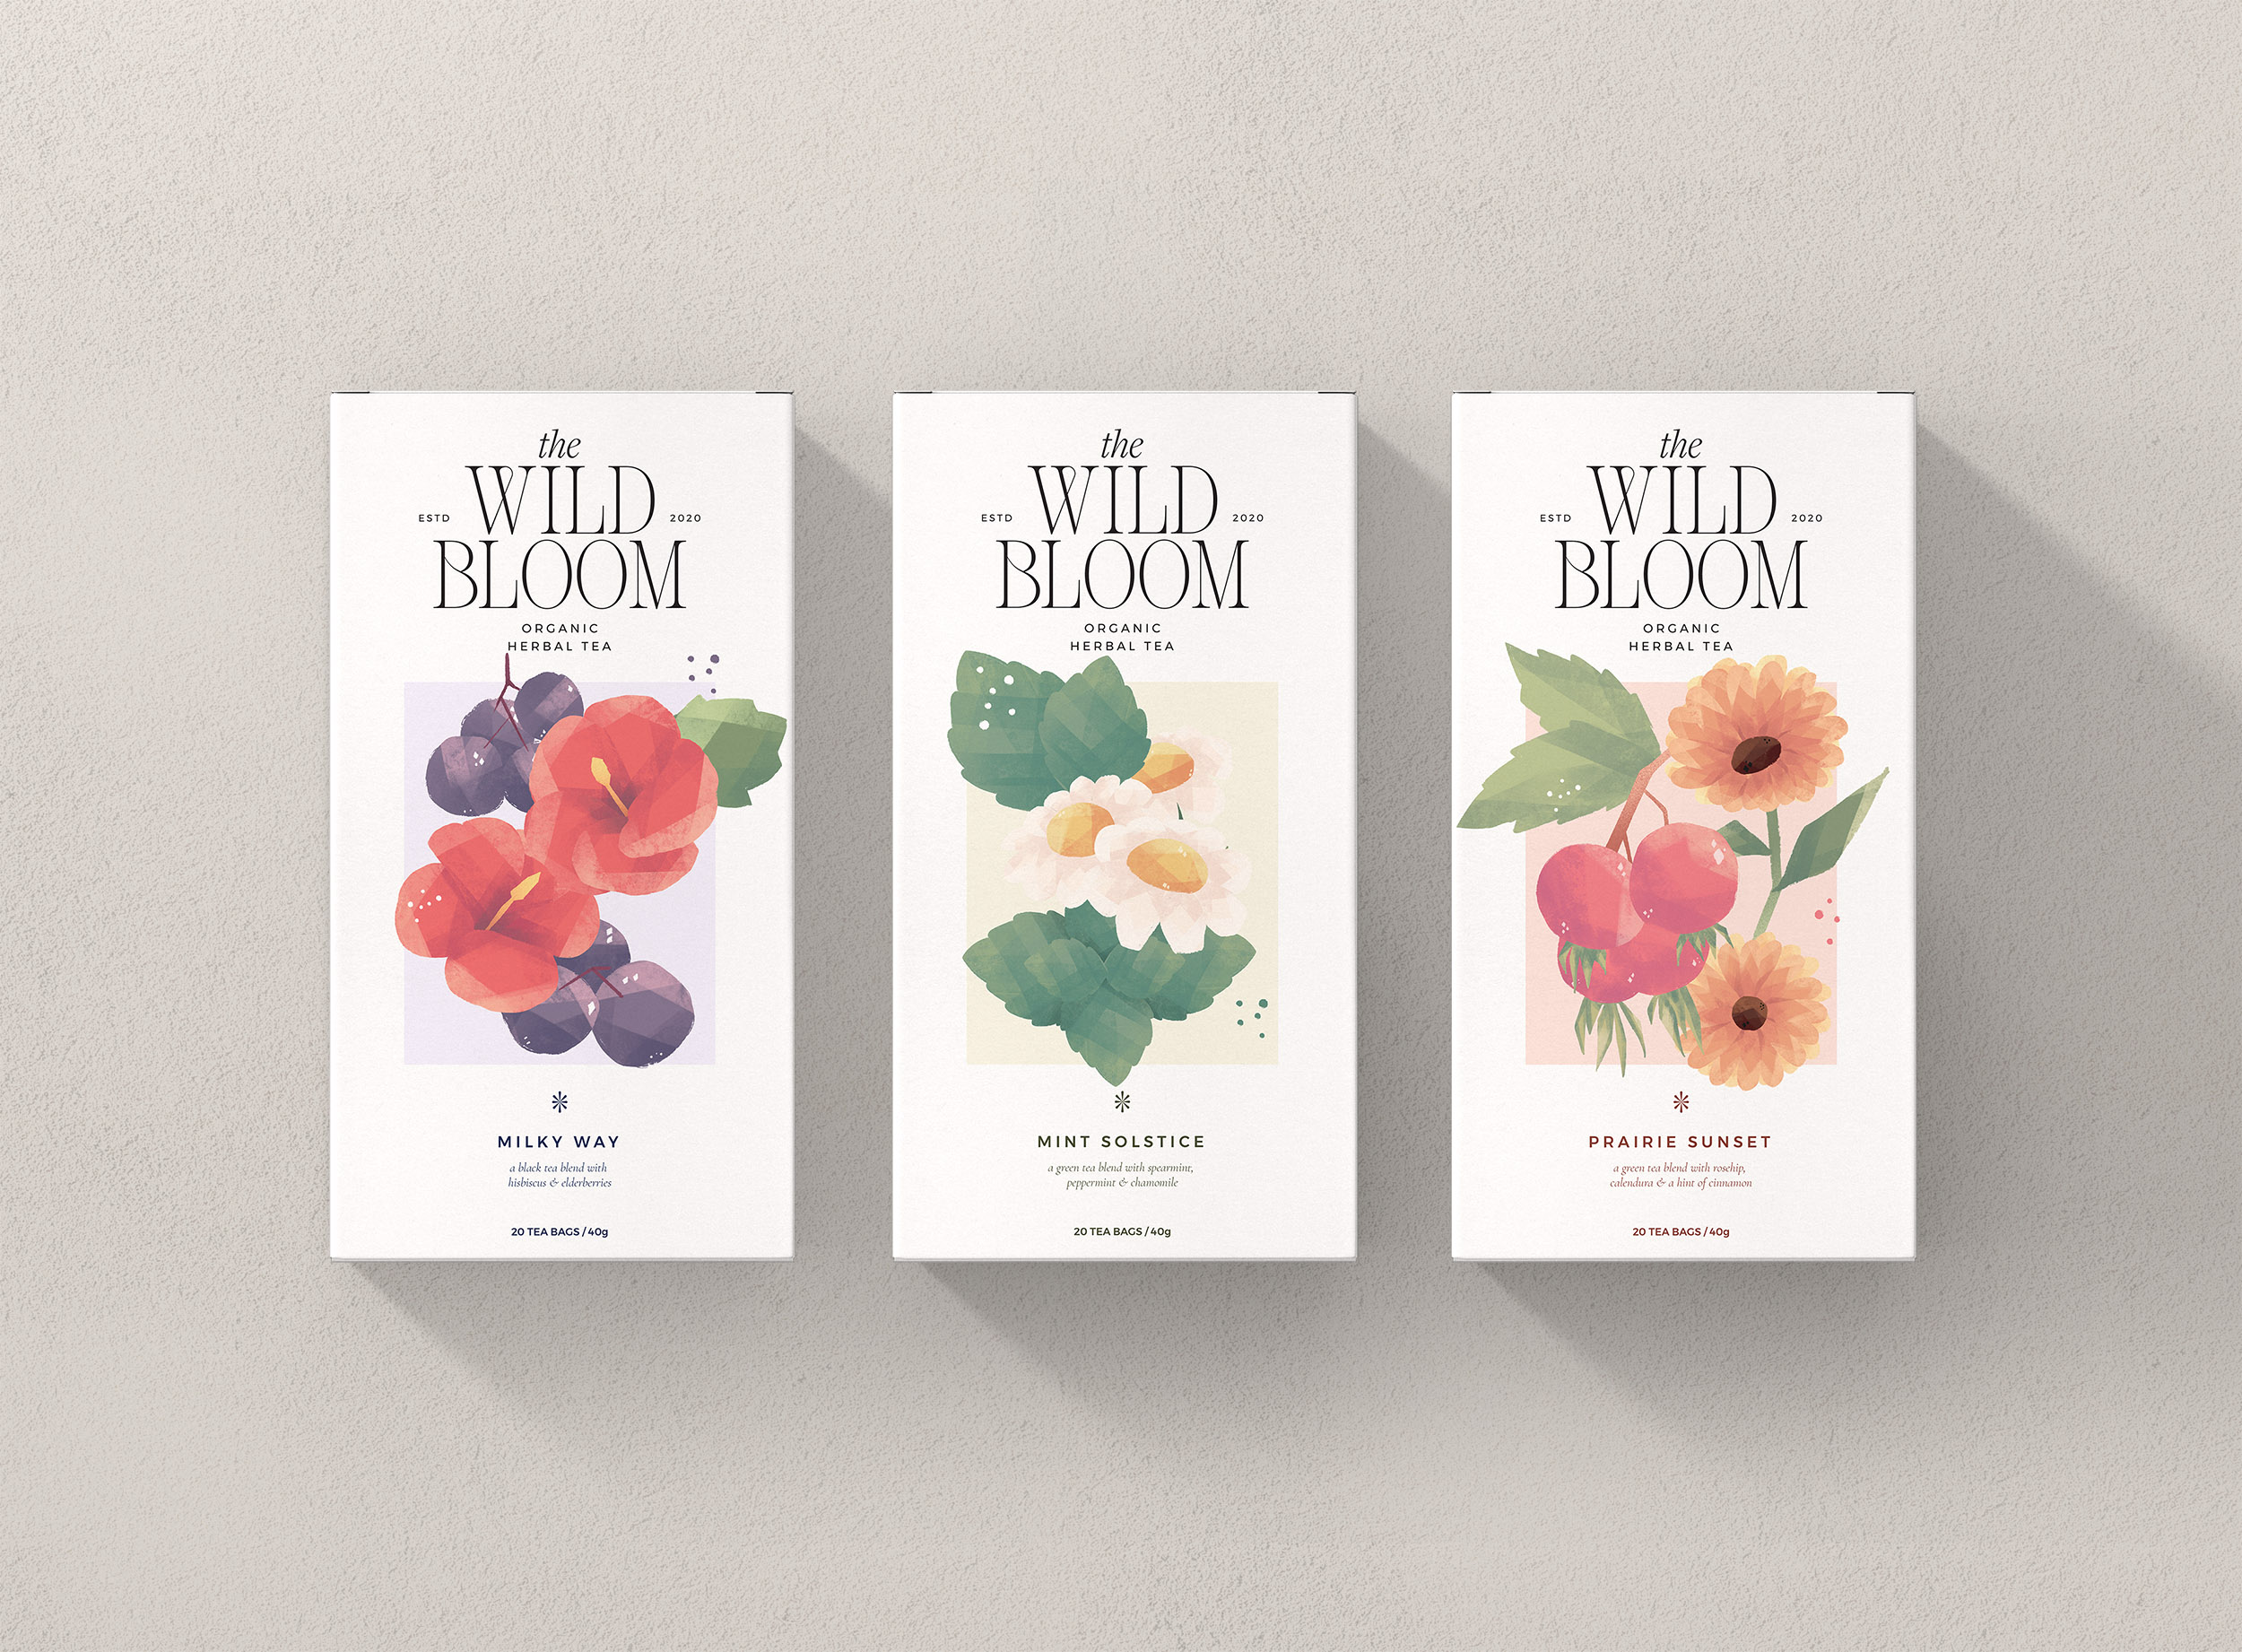 the
WILD
ESTD 2020
BLOOM
ORGANIC
HERBAL TEA
MILKY WAY
a black tea blend with
hisbiscus & elderberries
20 TEA BAGS / 40g
the
WILD
ESTD 2020
BLOOM
ORGANIC
HERBAL TEA
MINT SOLSTICE
a green tea blend with spearmint,
peppermint & chamomile
20 TEA BAGS / 40g
the
WILD
ESTD 2020
BLOOM
ORGANIC
HERBAL TEA
PRAIRIE SUNSET
a green tea blend with rosehip,
calendura & a hint of cinnamon
20 TEA BAGS / 40g